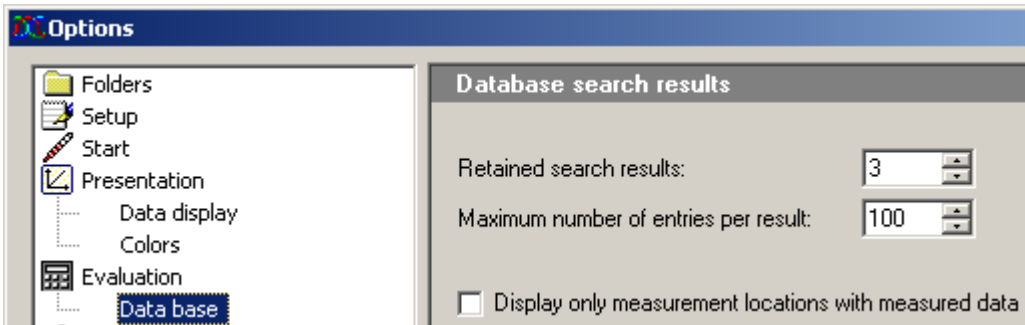 Options
Folders
Setup
Start
Presentation
Data display
Colors
Evaluation
Data base
Database search results
Retained search results: 3
Maximum number of entries per result: 100
Display only measurement locations with measured data